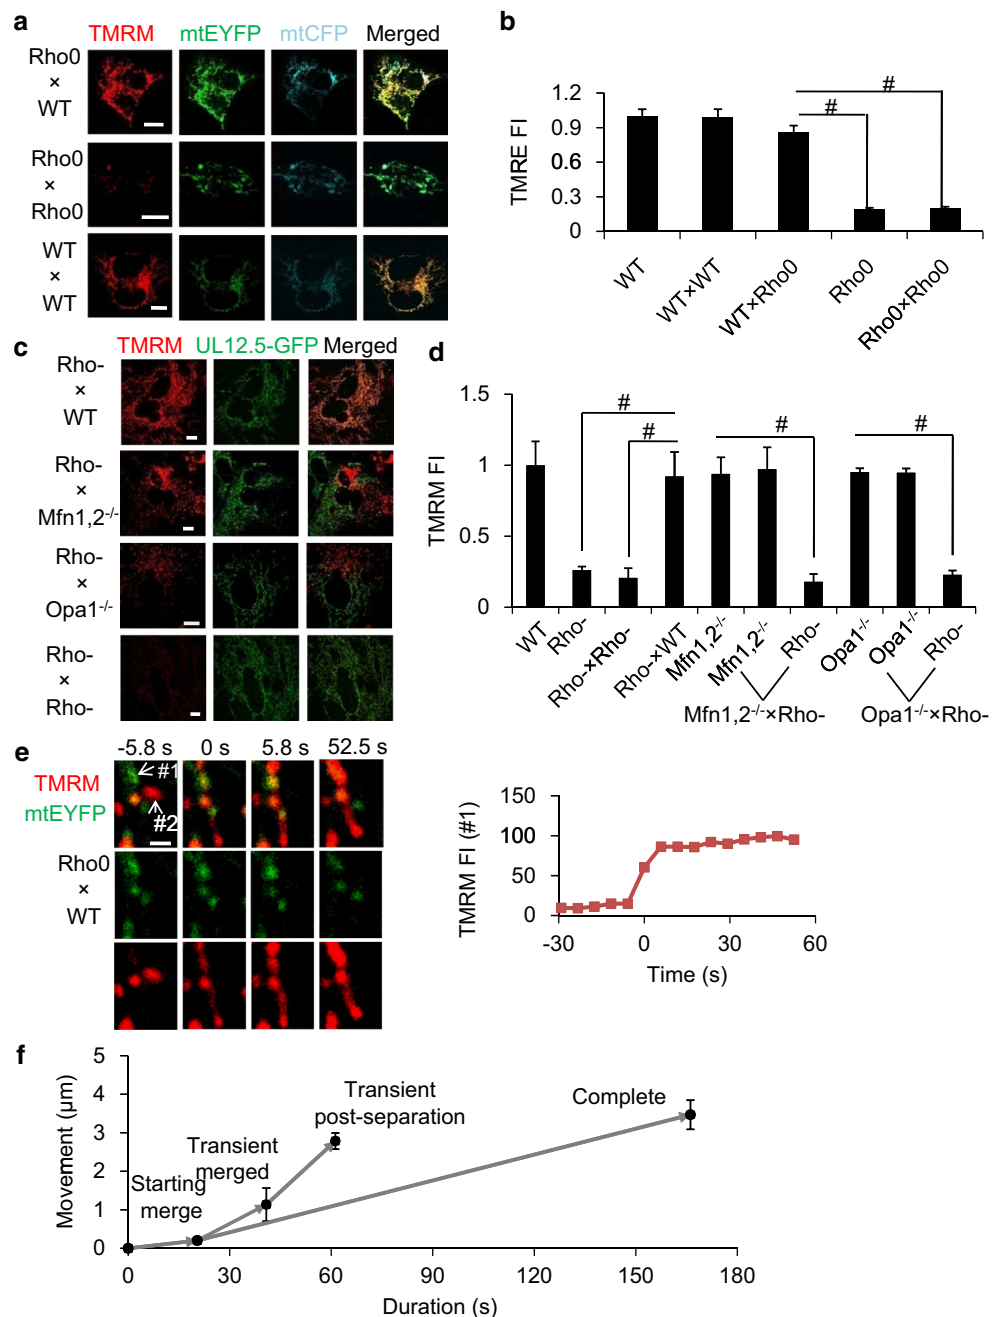 a
TMRM mtEYFP mtCFP Merged
Rho0
×
WT
Rho0
×
Rho0
WT
×
WT
b
TMRE FI
1.2
0.9
0.6
0.3
0
#
#
WT
WT×WT
WT×Rho0
Rho0
Rho0×Rho0
c
TMRM UL12.5-GFP Merged
Rho-
×
WT
Rho-
×
Mfn1,2-/-
Rho-
×
Opa1-/-
Rho-
×
Rho-
d
TMRM FI
1.5
1
0.5
0
#
#
#
#
WT
Rho-
Rho-×Rho-
Rho-×WT
Mfn1,2-/-
Mfn1,2-/-
Rho-
Opa1-/-
Opa1-/-
Rho-
Mfn1,2-/-×Rho-
Opa1-/-×Rho-
e
-5.8 s 0 s 5.8 s 52.5 s
TMRM
mtEYFP
#1
#2
Rho0
×
WT
TMRM FI (#1)
150
100
50
0
-30 0 30 60
Time (s)
f
Movement (µm)
5
4
3
2
1
0
Starting
merge
Transient
merged
Transient
post-separation
Complete
0 30 60 90 120 150 180
Duration (s)